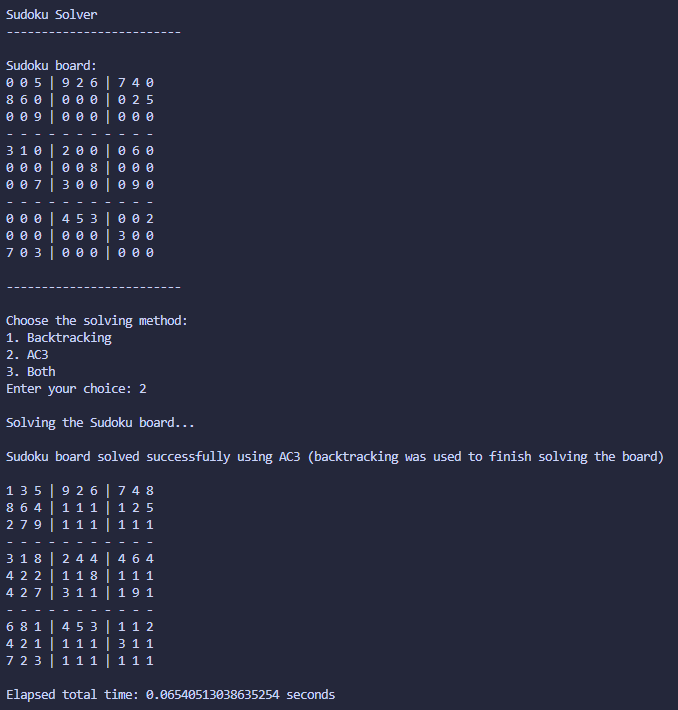 Sudoku Solver
-------------------------
Sudoku board:
0 0 5 | 9 2 6 | 7 4 0
8 6 0 | 0 0 0 | 0 2 5
0 0 9 | 0 0 0 | 0 0 0
- - - - - - - - - - -
3 1 0 | 2 0 0 | 0 6 0
0 0 0 | 0 0 8 | 0 0 0
0 0 7 | 3 0 0 | 0 9 0
- - - - - - - - - - -
0 0 0 | 4 5 3 | 0 0 2
0 0 0 | 0 0 0 | 3 0 0
7 0 3 | 0 0 0 | 0 0 0
-------------------------
Choose the solving method:
1. Backtracking
2. AC3
3. Both
Enter your choice: 2
Solving the Sudoku board...
Sudoku board solved successfully using AC3 (backtracking was used to finish solving the board)
1 3 5 | 9 2 6 | 7 4 8
8 6 4 | 1 1 1 | 1 2 5
2 7 9 | 1 1 1 | 1 1 1
- - - - - - - - - - -
3 1 8 | 2 4 4 | 4 6 4
4 2 2 | 1 1 8 | 1 1 1
4 2 7 | 3 1 1 | 1 9 1
- - - - - - - - - - -
6 8 1 | 4 5 3 | 1 1 2
4 2 1 | 1 1 1 | 3 1 1
7 2 3 | 1 1 1 | 1 1 1
Elapsed total time: 0.06540513038635254 seconds